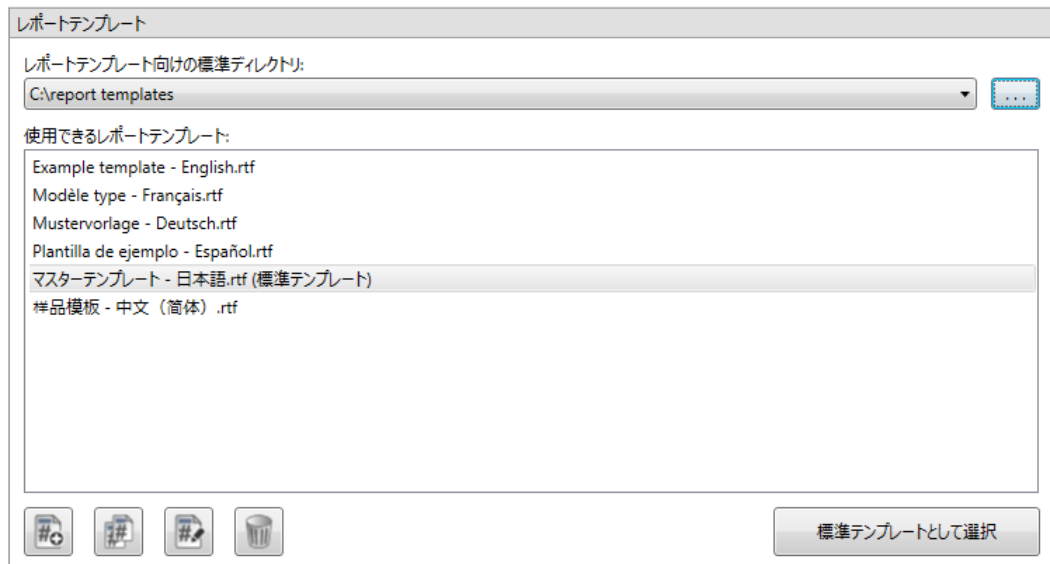 レポートテンプレート
レポートテンプレート向けの標準ディレクトリ:
C:\report templates
...
使用できるレポートテンプレート:
Example template - English.rtf
Modèle type - Français.rtf
Mustervorlage - Deutsch.rtf
Plantilla de ejemplo - Español.rtf
マスターテンプレート - 日本語.rtf (標準テンプレート)
样品模板 - 中文（简体）.rtf
標準テンプレートとして選択